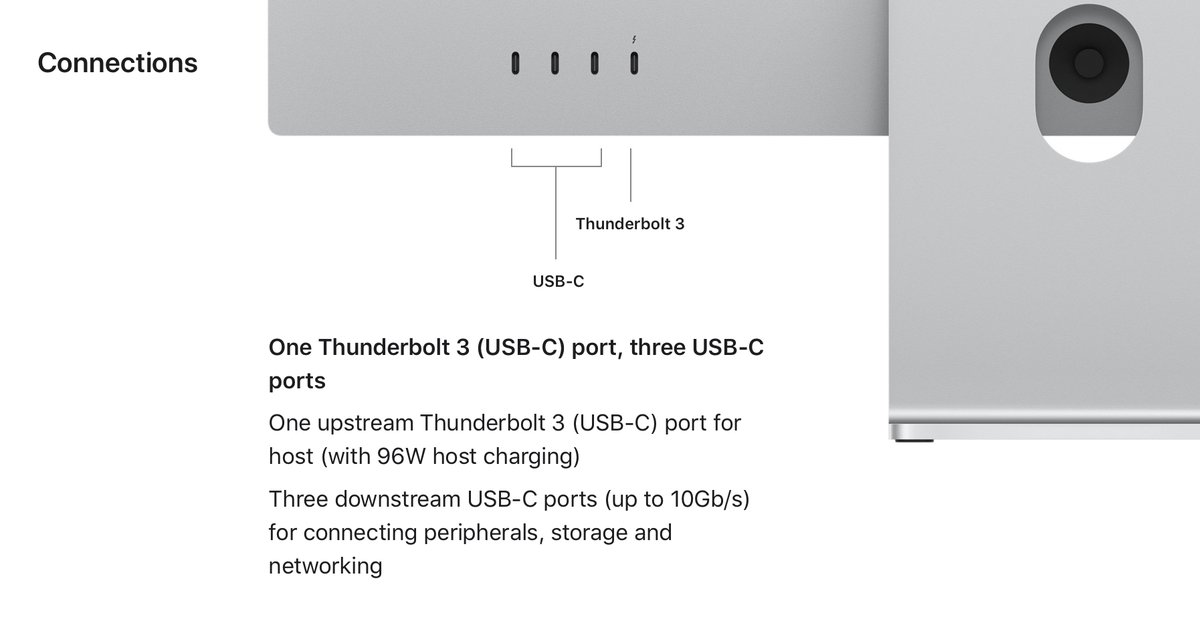 Connections
Thunderbolt 3
USB-C
One Thunderbolt 3 (USB-C) port, three USB-C
ports
One upstream Thunderbolt 3 (USB-C) port for
host (with 96W host charging)
Three downstream USB-C ports (up to 10Gb/s)
for connecting peripherals, storage and
networking